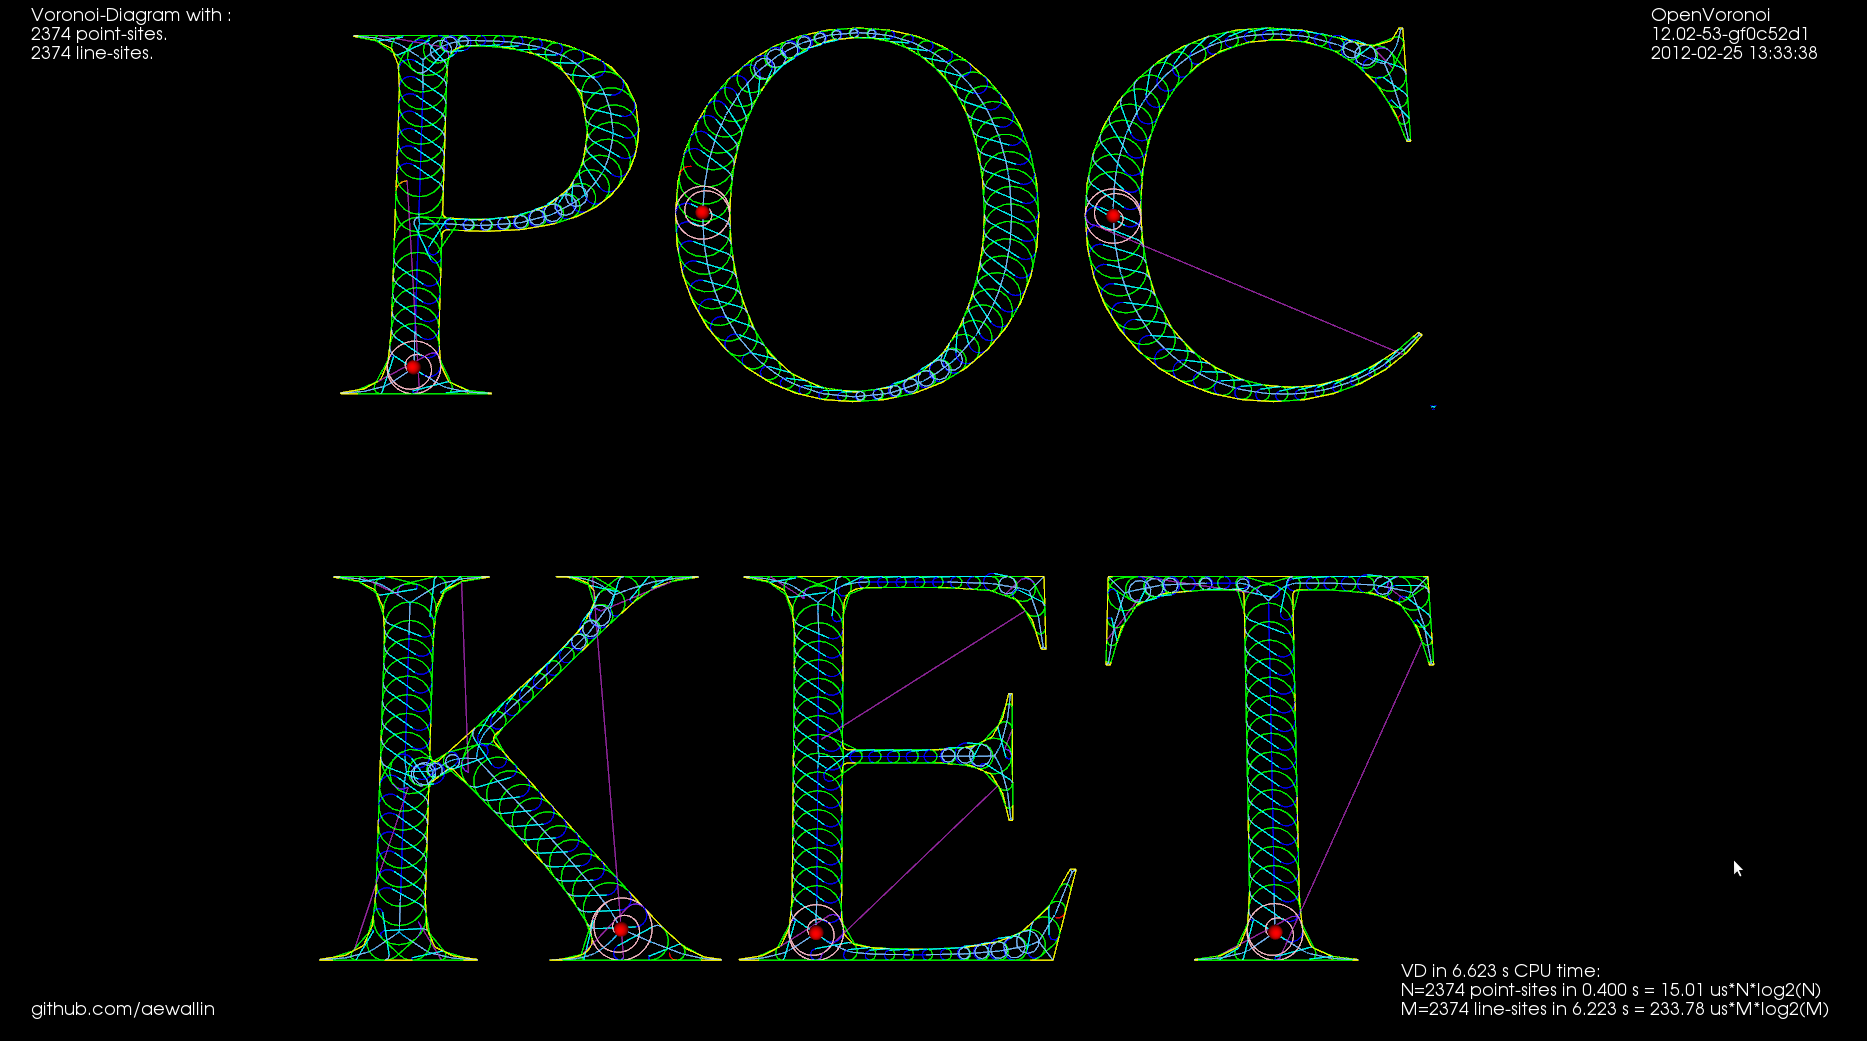 Voronoi-Diagram with :
2374 point-sites.
2374 line-sites.
OpenVoronoi
12.02-53-gf0c52d1
2012-02-25 13:33:38
POC
KET
VD in 6.623 s CPU time:
N=2374 point-sites in 0.400 s = 15.01 us*N*log2(N)
M=2374 line-sites in 6.223 s = 233.78 us*M*log2(M)
github.com/aewallin